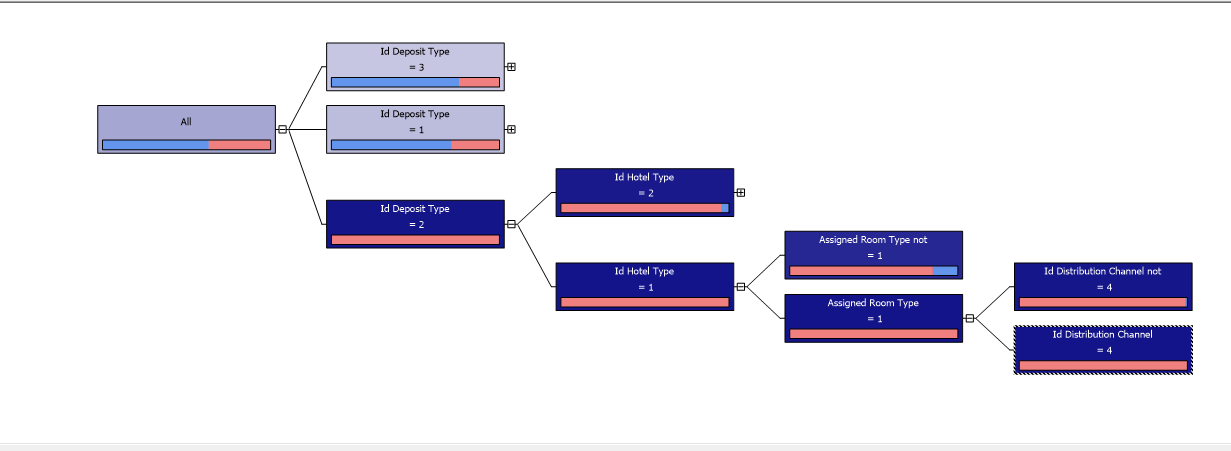 Id Deposit Type
= 3
All
Id Deposit Type
= 1
Id Hotel Type
= 2
Id Deposit Type
= 2
Assigned Room Type not
= 1
Id Hotel Type
= 1
Id Distribution Channel not
= 4
Assigned Room Type
= 1
Id Distribution Channel
= 4